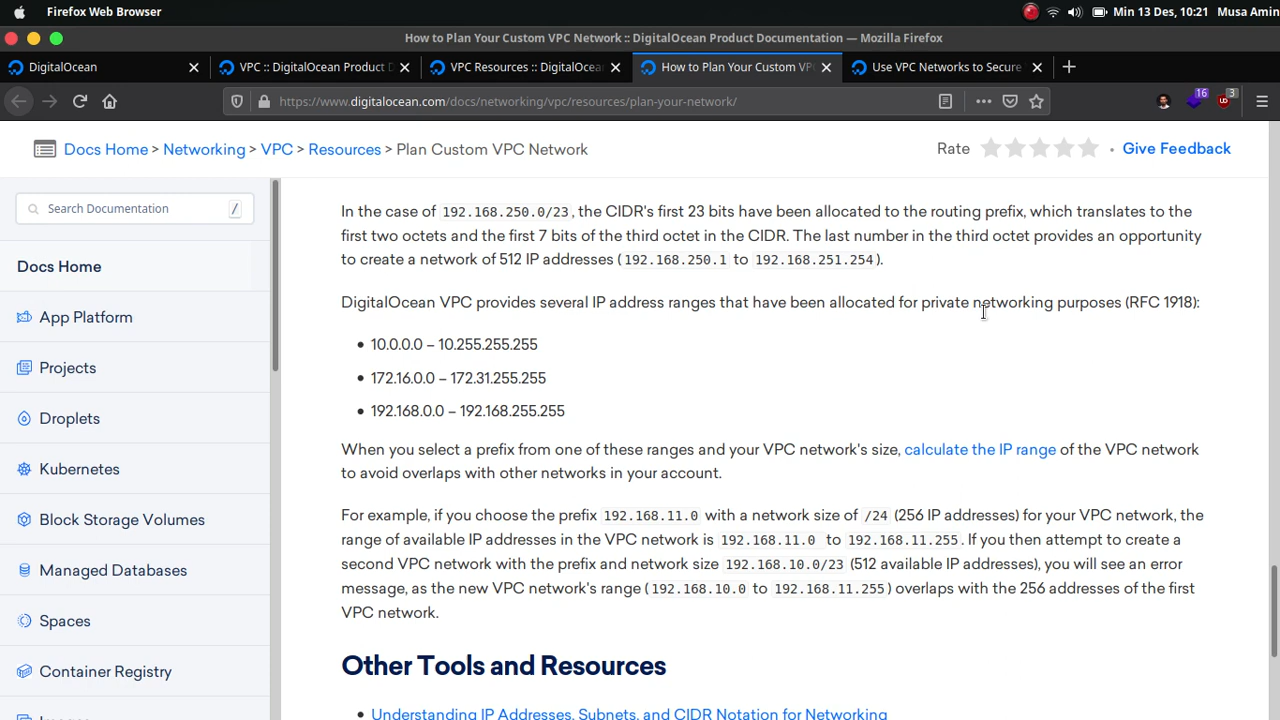 Firefox Web Browser
Min 13 Des, 10:21
Musa Amin
How to Plan Your Custom VPC Network :: DigitalOcean Product Documentation — Mozilla Firefox
DigitalOcean
VPC :: DigitalOcean Product D
VPC Resources :: DigitalOcea
How to Plan Your Custom VP
Use VPC Networks to Secure
https://www.digitalocean.com/docs/networking/vpc/resources/plan-your-network/
16
3
Docs Home > Networking > VPC > Resources > Plan Custom VPC Network
Rate
Give Feedback
Search Documentation
/
Docs Home
App Platform
Projects
Droplets
Kubernetes
Block Storage Volumes
Managed Databases
Spaces
Container Registry
In the case of 192.168.250.0/23, the CIDR's first 23 bits have been allocated to the routing prefix, which translates to the
first two octets and the first 7 bits of the third octet in the CIDR. The last number in the third octet provides an opportunity
to create a network of 512 IP addresses (192.168.250.1 to 192.168.251.254).
DigitalOcean VPC provides several IP address ranges that have been allocated for private networking purposes (RFC 1918):
• 10.0.0.0 – 10.255.255.255
• 172.16.0.0 – 172.31.255.255
• 192.168.0.0 – 192.168.255.255
When you select a prefix from one of these ranges and your VPC network's size, calculate the IP range of the VPC network
to avoid overlaps with other networks in your account.
For example, if you choose the prefix 192.168.11.0 with a network size of /24 (256 IP addresses) for your VPC network, the
range of available IP addresses in the VPC network is 192.168.11.0 to 192.168.11.255. If you then attempt to create a
second VPC network with the prefix and network size 192.168.10.0/23 (512 available IP addresses), you will see an error
message, as the new VPC network's range (192.168.10.0 to 192.168.11.255) overlaps with the 256 addresses of the first
VPC network.
Other Tools and Resources
• Understanding IP Addresses, Subnets, and CIDR Notation for Networking